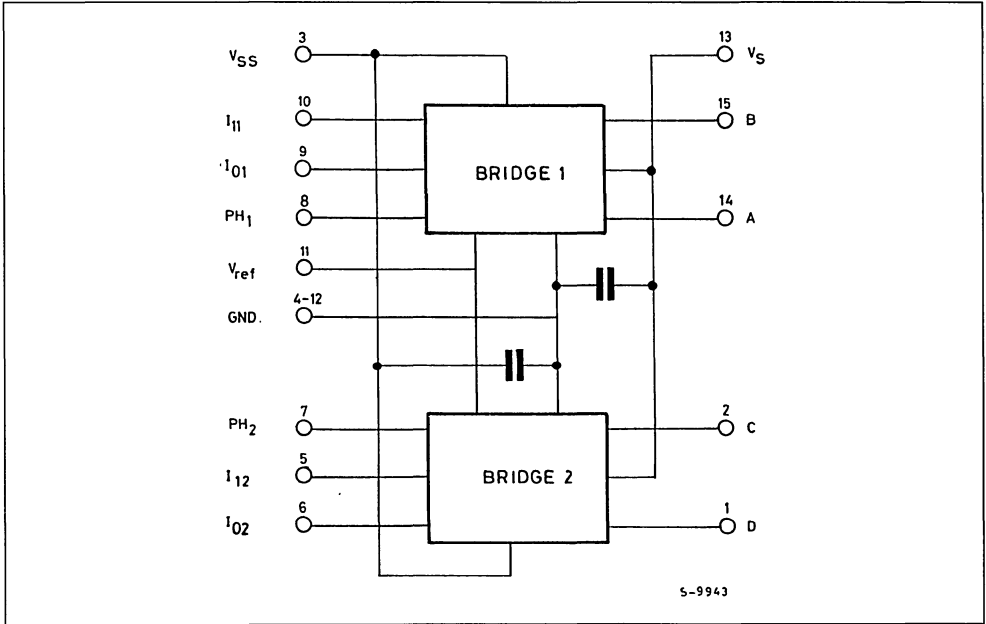 3
13
VSS
VS
10
15
I11
B
9
I01
BRIDGE 1
8
14
PH1
A
11
Vref
4-12
GND.
7
2
PH2
C
5
I12
BRIDGE 2
6
1
I02
D
S-9943